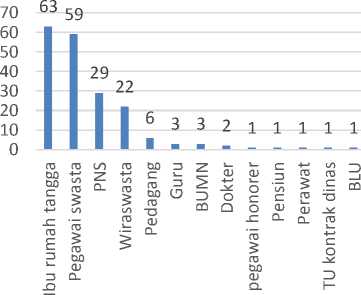 70
60
50
40
30
20
10
0
63
59
29
22
6
3
3
2
1
1
1
1
1
Ibu rumah tangga
Pegawai swasta
PNS
Wiraswasta
Pedagang
Guru
BUMN
Dokter
pegawai honorer
Pensiun
Perawat
TU kontrak dinas
BLU